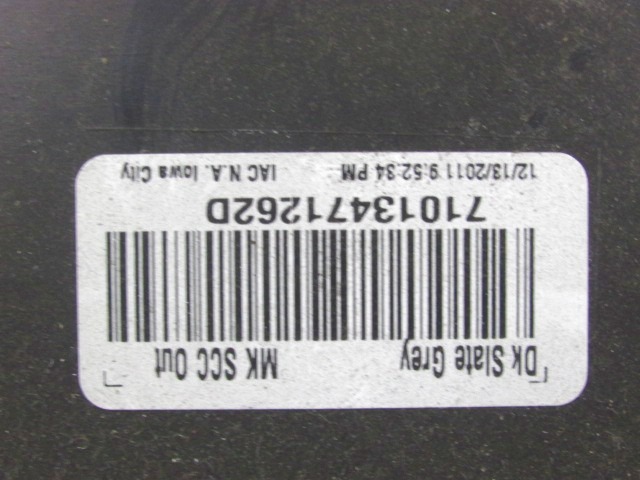 Dk Slate Grey MK SCC Out
71013471262D
12/13/2011 9:52:34 PM IAC N.A. Iowa City